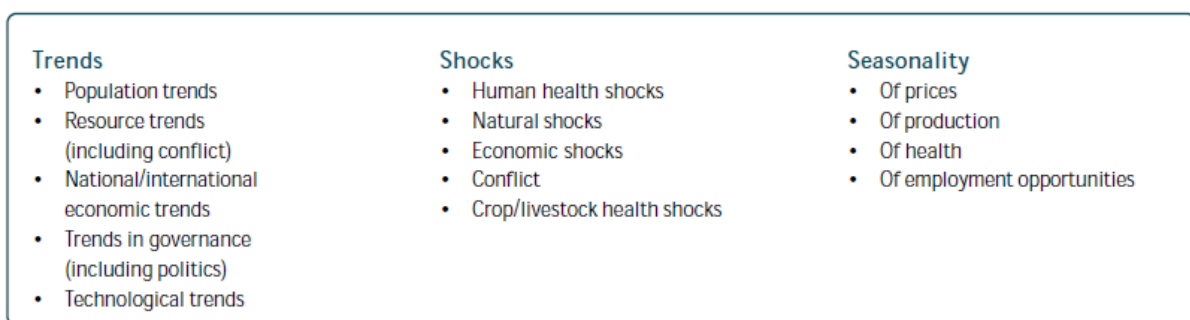 Trends
• Population trends
• Resource trends
(including conflict)
• National/international
economic trends
• Trends in governance
(including politics)
• Technological trends
Shocks
• Human health shocks
• Natural shocks
• Economic shocks
• Conflict
• Crop/livestock health shocks
Seasonality
• Of prices
• Of production
• Of health
• Of employment opportunities